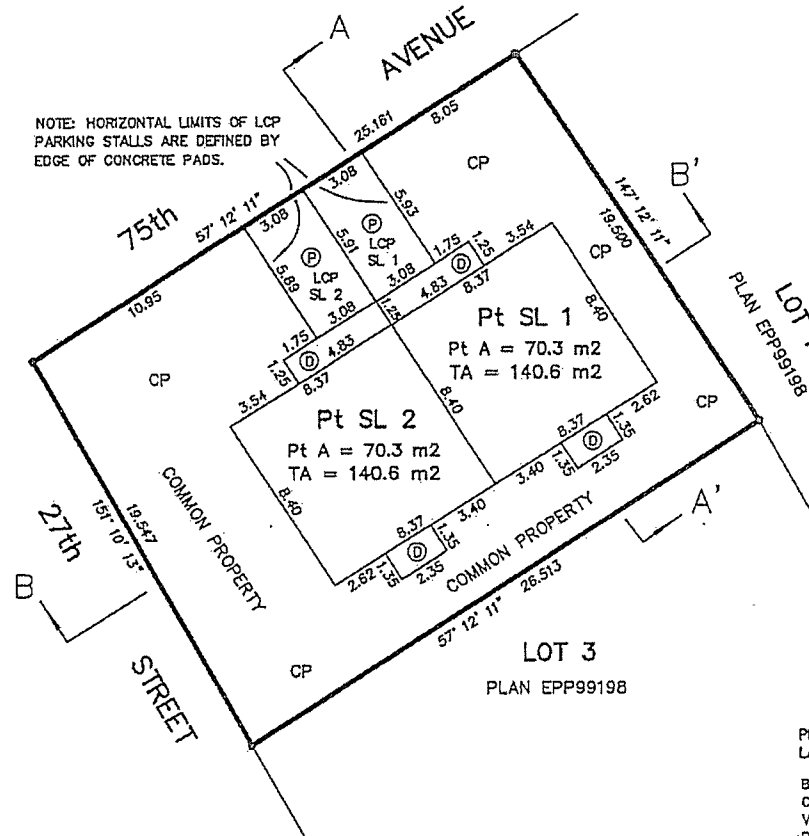 A
AVENUE
NOTE: HORIZONTAL LIMITS OF LCP
PARKING STALLS ARE DEFINED BY
EDGE OF CONCRETE PADS.
75th
57° 12' 11"
25.161
8.05
3.08
3.08
10.95
CP
B'
147° 12' 11"
19.500
P
LCP
SL 1
P
LCP
SL 2
5.93
5.91
5.89
1.75
1.25
3.54
3.08
D
4.83
8.37
1.25
CP
LOT
PLAN EPP99198
3.08
1.75
1.25
D
4.83
8.37
3.54
CP
Pt SL 1
Pt A = 70.3 m2
TA = 140.6 m2
8.40
8.40
Pt SL 2
Pt A = 70.3 m2
TA = 140.6 m2
8.40
2.62
CP
8.37
1.35
D
1.35
2.35
3.40
3.40
8.37
1.35
D
1.35
2.35
2.62
COMMON PROPERTY
COMMON PROPERTY
A'
27th
151° 10' 13"
19.547
B
STREET
CP
57° 12' 11"
26.513
LOT 3
PLAN EPP99198